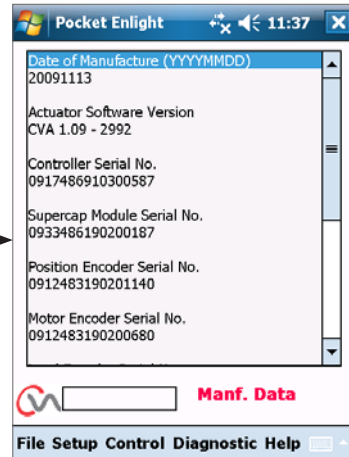 Pocket Enlight
11:37
Date of Manufacture (YYYYMMDD)
20091113
Actuator Software Version
CVA 1.09 - 2992
Controller Serial No.
0917486910300587
Supercap Module Serial No.
0933486190200187
Position Encoder Serial No.
0912483190201140
Motor Encoder Serial No.
0912483190200680
Manf. Data
File Setup Control Diagnostic Help